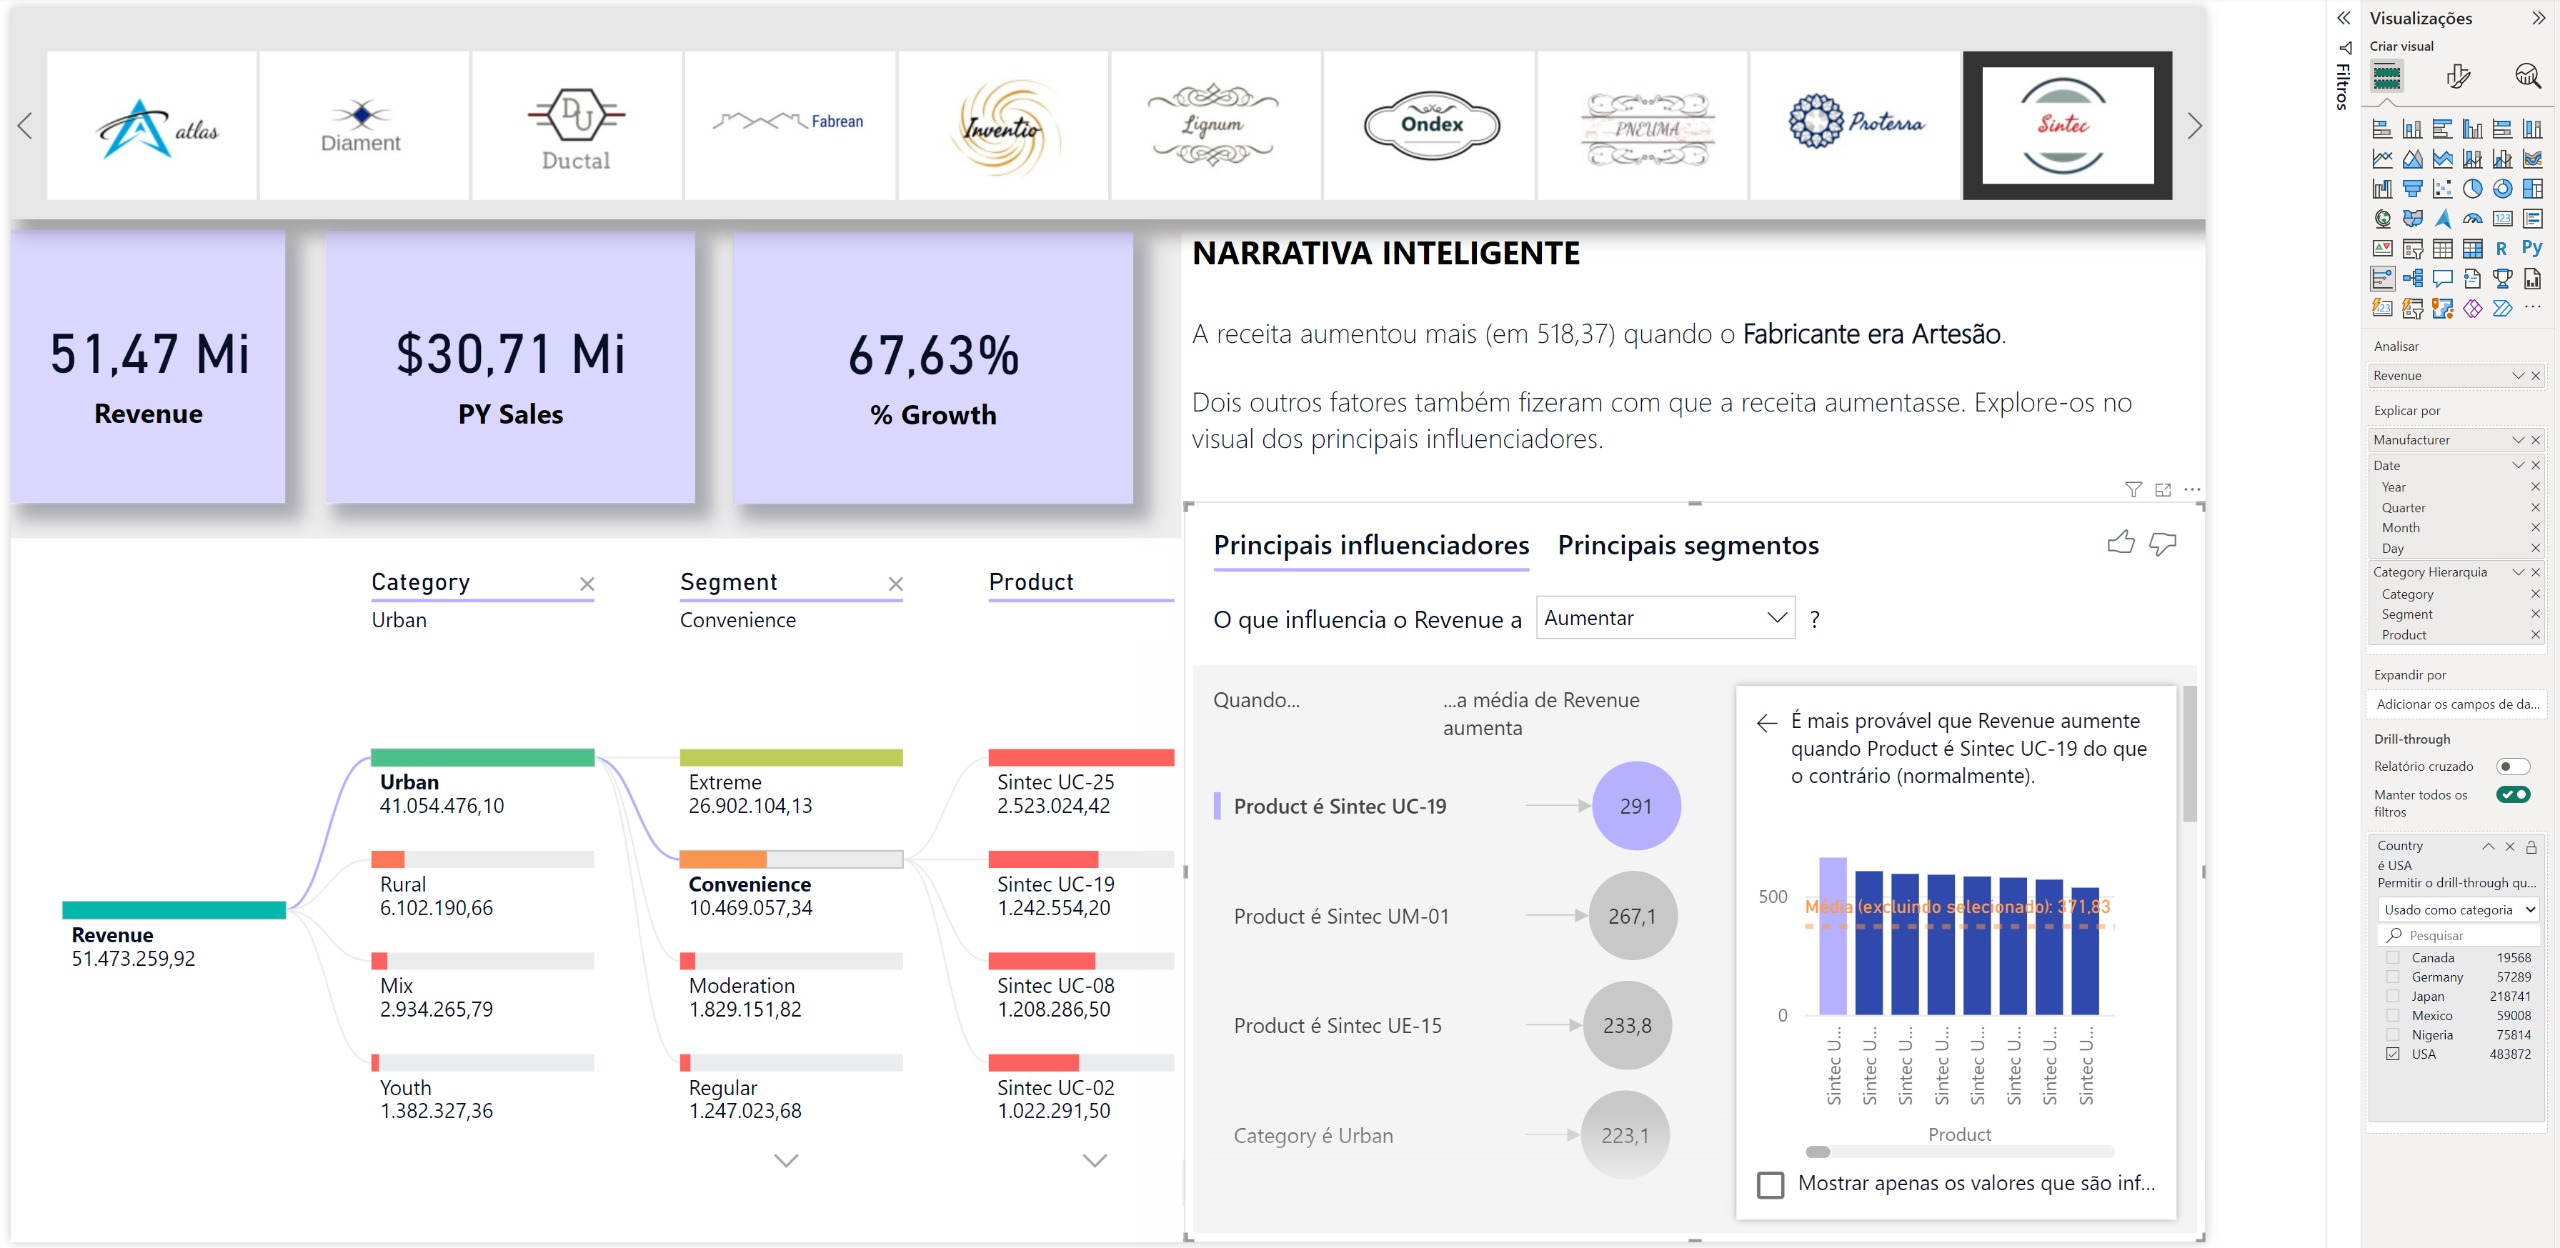 atlas
Diament
DU
Ductal
Fabrean
Inventio
Lignum
Ondex
PNEUMA
Proterra
Sintec
51,47 Mi
Revenue
$30,71 Mi
PY Sales
67,63%
% Growth
NARRATIVA INTELIGENTE
A receita aumentou mais (em 518,37) quando o Fabricante era Artesão.
Dois outros fatores também fizeram com que a receita aumentasse. Explore-os no
visual dos principais influenciadores.
Category
Urban
Segment
Convenience
Product
Revenue
51.473.259,92
Urban
41.054.476,10
Rural
6.102.190,66
Mix
2.934.265,79
Youth
1.382.327,36
Extreme
26.902.104,13
Convenience
10.469.057,34
Moderation
1.829.151,82
Regular
1.247.023,68
Sintec UC-25
2.523.024,42
Sintec UC-19
1.242.554,20
Sintec UC-08
1.208.286,50
Sintec UC-02
1.022.291,50
Principais influenciadores
Principais segmentos
O que influencia o Revenue a Aumentar ?
Quando...
...a média de Revenue
aumenta
Product é Sintec UC-19
291
Product é Sintec UM-01
267,1
Product é Sintec UE-15
233,8
Category é Urban
223,1
É mais provável que Revenue aumente
quando Product é Sintec UC-19 do que
o contrário (normalmente).
500
Média (excluindo selecionado): 371,83
0
Sintec U...
Sintec U...
Sintec U...
Sintec U...
Sintec U...
Sintec U...
Sintec U...
Sintec U...
Product
Mostrar apenas os valores que são inf...
Filtros
Visualizações
Criar visual
123
R
Py
123
Analisar
Revenue
Explicar por
Manufacturer
Date
Year
Quarter
Month
Day
Category Hierarquia
Category
Segment
Product
Expandir por
Adicionar os campos de da...
Drill-through
Relatório cruzado
Manter todos os
filtros
Country
é USA
Permitir o drill-through qu...
Usado como categoria
Pesquisar
Canada 19568
Germany 57289
Japan 218741
Mexico 59008
Nigeria 75814
USA 483872